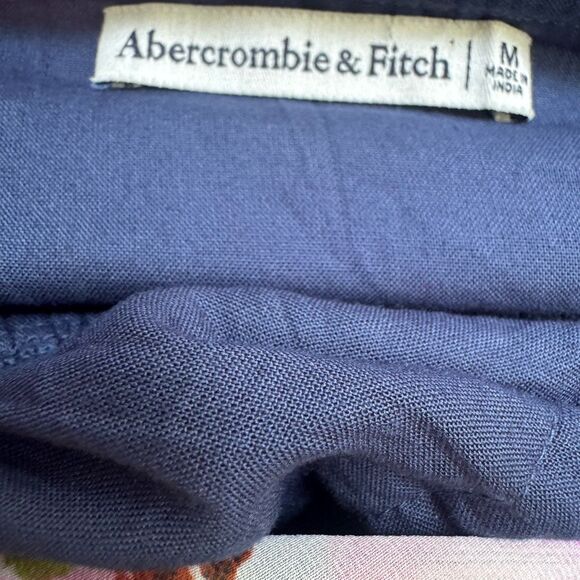 Abercrombie & Fitch | M
MADE IN
INDIA